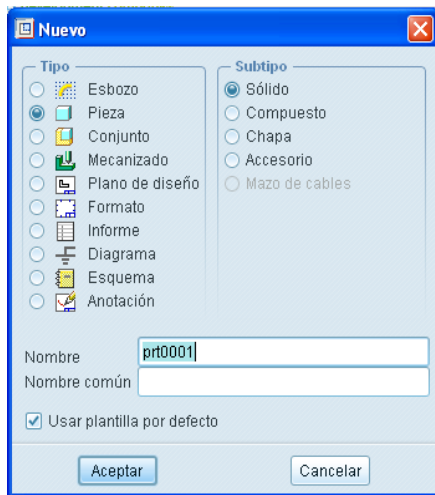 Nuevo
Tipo
Esbozo
Pieza
Conjunto
Mecanizado
Plano de diseño
Formato
Informe
Diagrama
Esquema
Anotación
Subtipo
Sólido
Compuesto
Chapa
Accesorio
Mazo de cables
Nombre prt0001
Nombre común
Usar plantilla por defecto
Aceptar Cancelar